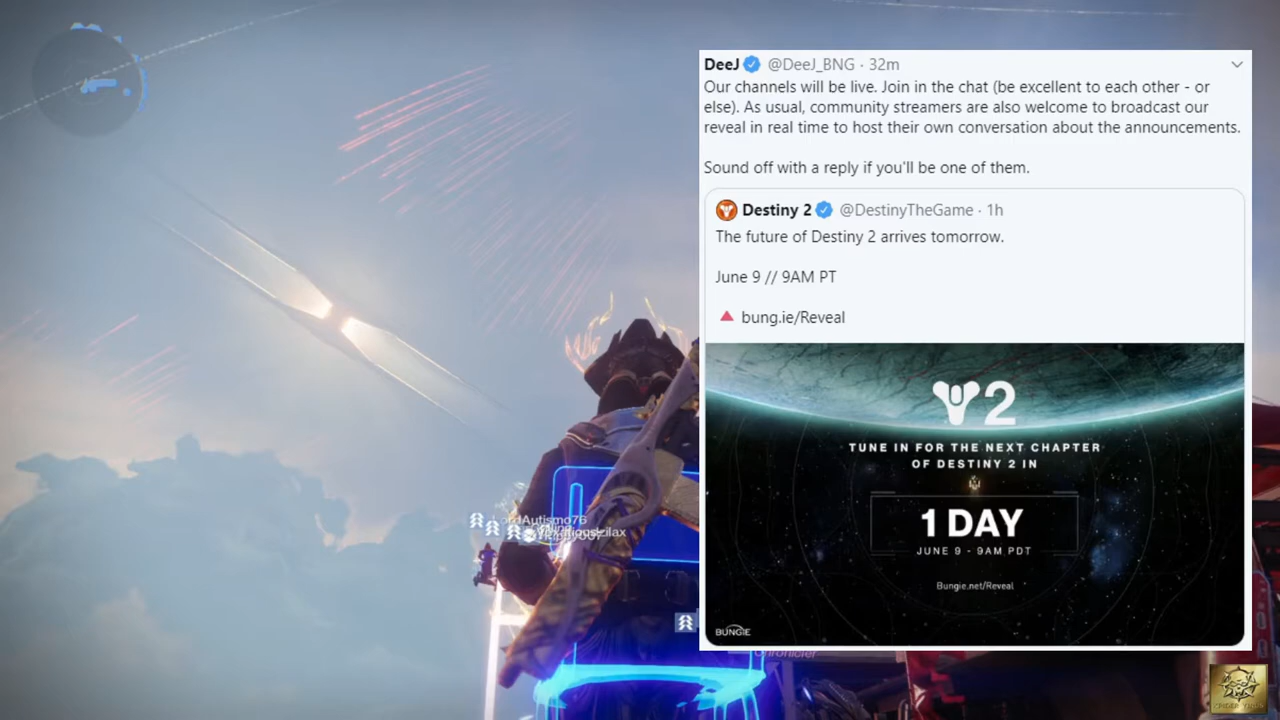 DeeJ @DeeJ_BNG · 32m
Our channels will be live. Join in the chat (be excellent to each other - or
else). As usual, community streamers are also welcome to broadcast our
reveal in real time to host their own conversation about the announcements.
Sound off with a reply if you'll be one of them.
Destiny 2 @DestinyTheGame · 1h
The future of Destiny 2 arrives tomorrow.
June 9 // 9AM PT
bung.ie/Reveal
2
TUNE IN FOR THE NEXT CHAPTER
OF DESTINY 2 IN
1 DAY
JUNE 9 - 9AM PDT
Bungie.net/Reveal
BUNGIE